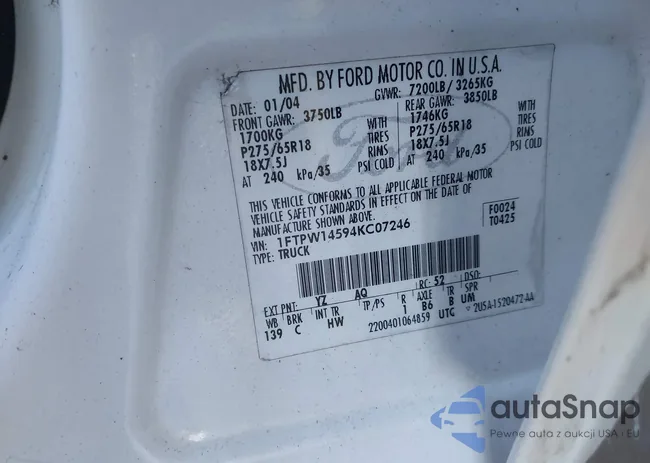 MFD. BY FORD MOTOR CO. IN U.S.A.
DATE: 01/04 GVWR: 7200LB/ 3265KG
FRONT GAWR: 3750LB REAR GAWR: 3850LB
1700KG WITH 1746KG WITH
P275/65R18 TIRES P275/65R18 TIRES
18X7.5J RIMS 18X7.5J RIMS
AT 240 kPa/35 PSI COLD AT 240 kPa/35 PSI COLD
Ford
THIS VEHICLE CONFORMS TO ALL APPLICABLE FEDERAL MOTOR
VEHICLE SAFETY STANDARDS IN EFFECT ON THE DATE OF
MANUFACTURE SHOWN ABOVE.
VIN: 1FTPW14594KC07246 F0024
TYPE: TRUCK T0425
EXT PNT: YZ AQ RC: 52 DSO:
WB BRK INT TR TP/PS R AXLE TR SPR
139 C HW 1 B6 B UM
2200401064859 UTC 2U5A-1520472-AA
autaSnap
Pewne auta z aukcji USA - EU